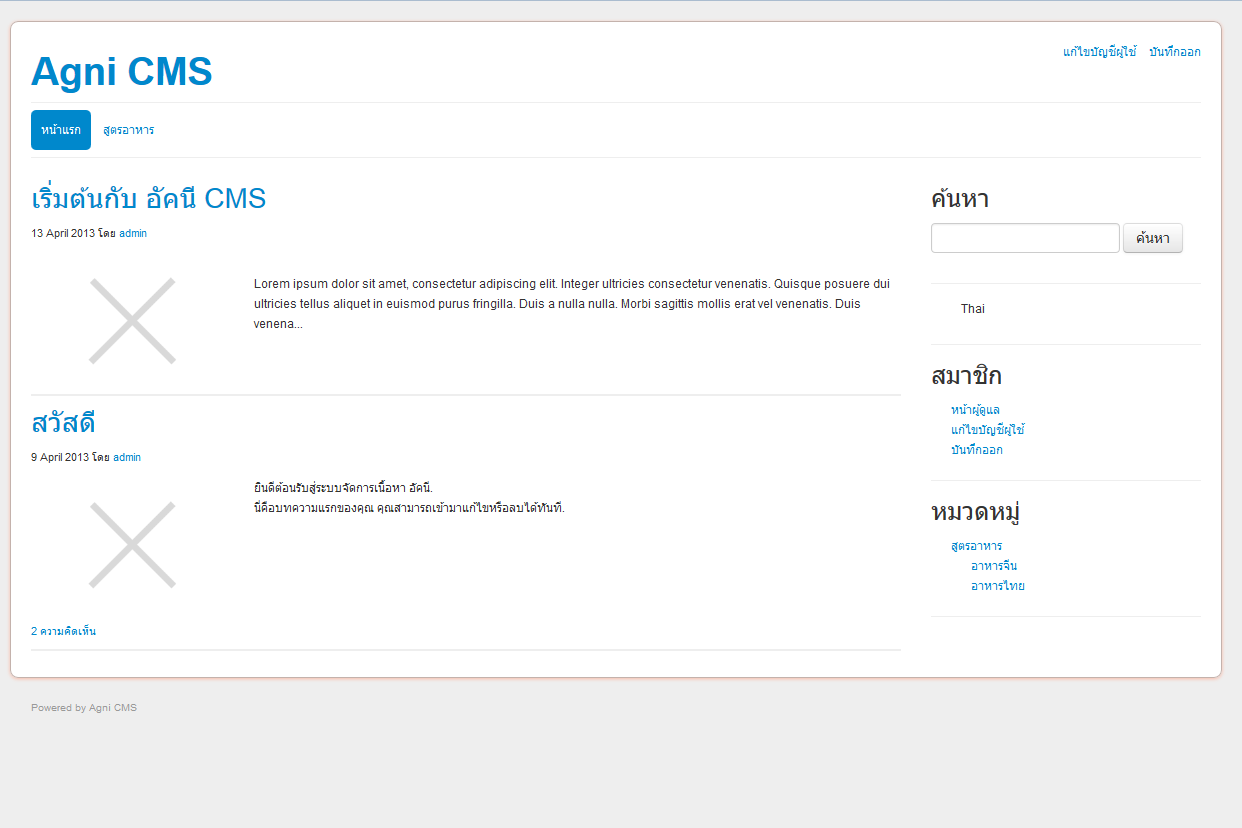 แก้ไขบัญชีผู้ใช้ บันทึกออก
Agni CMS
หน้าแรก สูตรอาหาร
เริ่มต้นกับ อัคนี CMS
13 April 2013 โดย admin
Lorem ipsum dolor sit amet, consectetur adipiscing elit. Integer ultricies consectetur venenatis. Quisque posuere dui
ultricies tellus aliquet in euismod purus fringilla. Duis a nulla nulla. Morbi sagittis mollis erat vel venenatis. Duis
venena...
สวัสดี
9 April 2013 โดย admin
ยินดีต้อนรับสู่ระบบจัดการเนื้อหา อัคนี.
นี่คือบทความแรกของคุณ คุณสามารถเข้ามาแก้ไขหรือลบได้ทันที.
2 ความคิดเห็น
ค้นหา
ค้นหา
Thai
สมาชิก
หน้าผู้ดูแล
แก้ไขบัญชีผู้ใช้
บันทึกออก
หมวดหมู่
สูตรอาหาร
อาหารจีน
อาหารไทย
Powered by Agni CMS